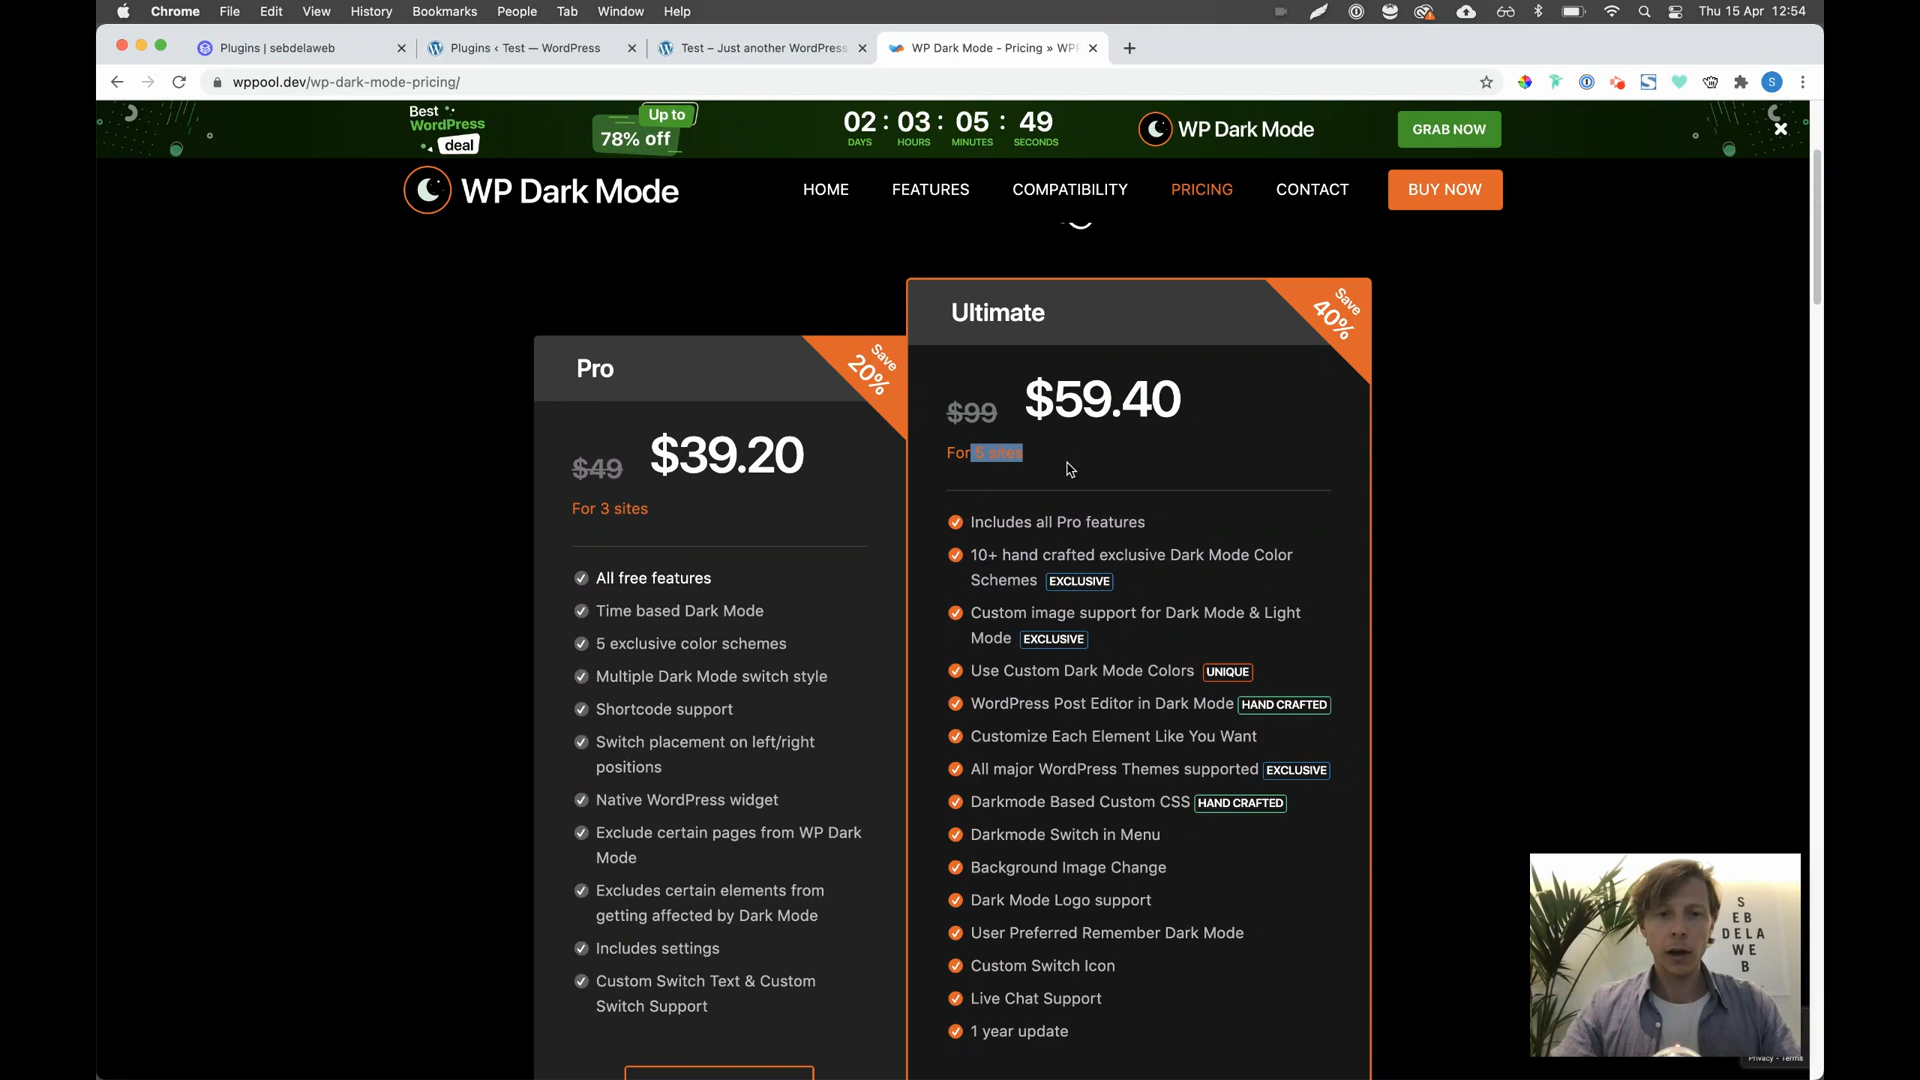 Chrome File Edit View History Bookmarks People Tab Window Help Thu 15 Apr 12:54
Plugins | sebdelaweb
Plugins ‹ Test — WordPress
Test – Just another WordPress
WP Dark Mode - Pricing » WPP
wppool.dev/wp-dark-mode-pricing/
Best
WordPress
deal
Up to
78% off
02 : 03 : 05 : 49
DAYS HOURS MINUTES SECONDS
WP Dark Mode
GRAB NOW
WP Dark Mode
HOME FEATURES COMPATIBILITY PRICING CONTACT BUY NOW
Pro
Save
20%
$49 $39.20
For 3 sites
All free features
Time based Dark Mode
5 exclusive color schemes
Multiple Dark Mode switch style
Shortcode support
Switch placement on left/right
positions
Native WordPress widget
Exclude certain pages from WP Dark
Mode
Excludes certain elements from
getting affected by Dark Mode
Includes settings
Custom Switch Text & Custom
Switch Support
Ultimate
Save
40%
$99 $59.40
For 5 sites
Includes all Pro features
10+ hand crafted exclusive Dark Mode Color
Schemes EXCLUSIVE
Custom image support for Dark Mode & Light
Mode EXCLUSIVE
Use Custom Dark Mode Colors UNIQUE
WordPress Post Editor in Dark Mode HAND CRAFTED
Customize Each Element Like You Want
All major WordPress Themes supported EXCLUSIVE
Darkmode Based Custom CSS HAND CRAFTED
Darkmode Switch in Menu
Background Image Change
Dark Mode Logo support
User Preferred Remember Dark Mode
Custom Switch Icon
Live Chat Support
1 year update
S
EB
DELA
WE
B
Privacy - Terms